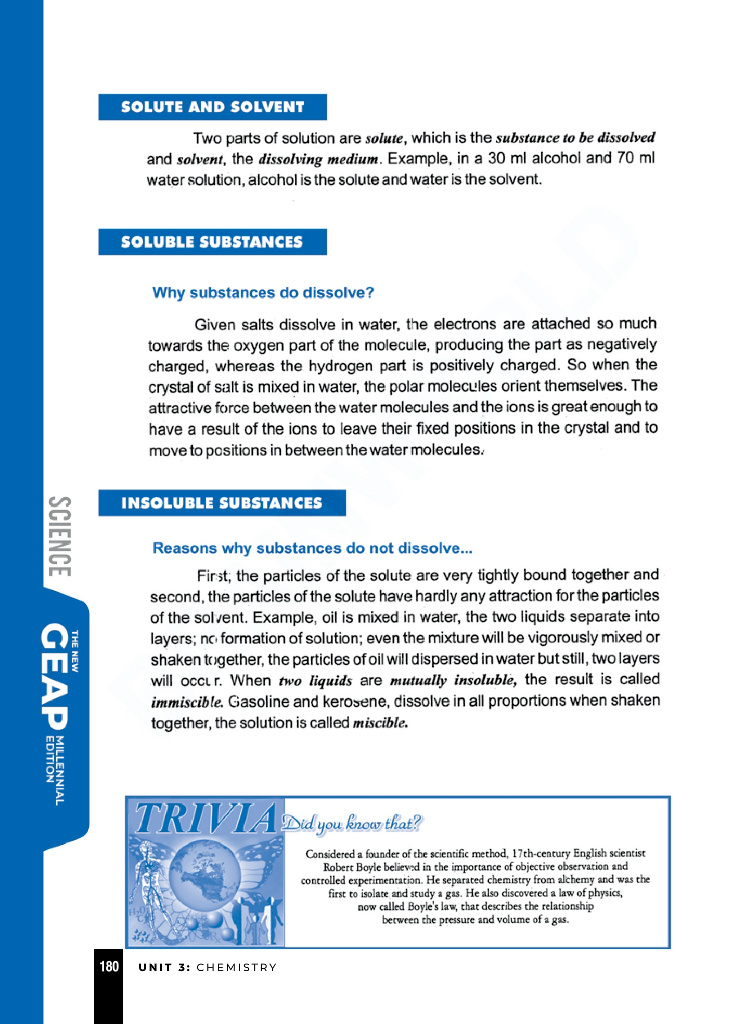 SOLUTE AND SOLVENT
Two parts of solution are solute, which is the substance to be dissolved
and solvent, the dissolving medium. Example, in a 30 ml alcohol and 70 ml
water solution, alcohol is the solute and water is the solvent.
SOLUBLE SUBSTANCES
Why substances do dissolve?
Given salts dissolve in water, the electrons are attached so much
towards the oxygen part of the molecule, producing the part as negatively
charged, whereas the hydrogen part is positively charged. So when the
crystal of salt is mixed in water, the polar molecules orient themselves. The
attractive force between the water molecules and the ions is great enough to
have a result of the ions to leave their fixed positions in the crystal and to
move to positions in between the water molecules.
INSOLUBLE SUBSTANCES
Reasons why substances do not dissolve...
First, the particles of the solute are very tightly bound together and
second, the particles of the solute have hardly any attraction for the particles
of the solvent. Example, oil is mixed in water, the two liquids separate into
layers; no formation of solution; even the mixture will be vigorously mixed or
shaken together, the particles of oil will dispersed in water but still, two layers
will occur. When two liquids are mutually insoluble, the result is called
immiscible. Gasoline and kerosene, dissolve in all proportions when shaken
together, the solution is called miscible.
SCIENCE
THE NEW
GEAP
MILLENNIAL
EDITION
TRIVIA Did you know that?
Considered a founder of the scientific method, 17th-century English scientist
Robert Boyle believed in the importance of objective observation and
controlled experimentation. He separated chemistry from alchemy and was the
first to isolate and study a gas. He also discovered a law of physics,
now called Boyle's law, that describes the relationship
between the pressure and volume of a gas.
180 UNIT 3: CHEMISTRY